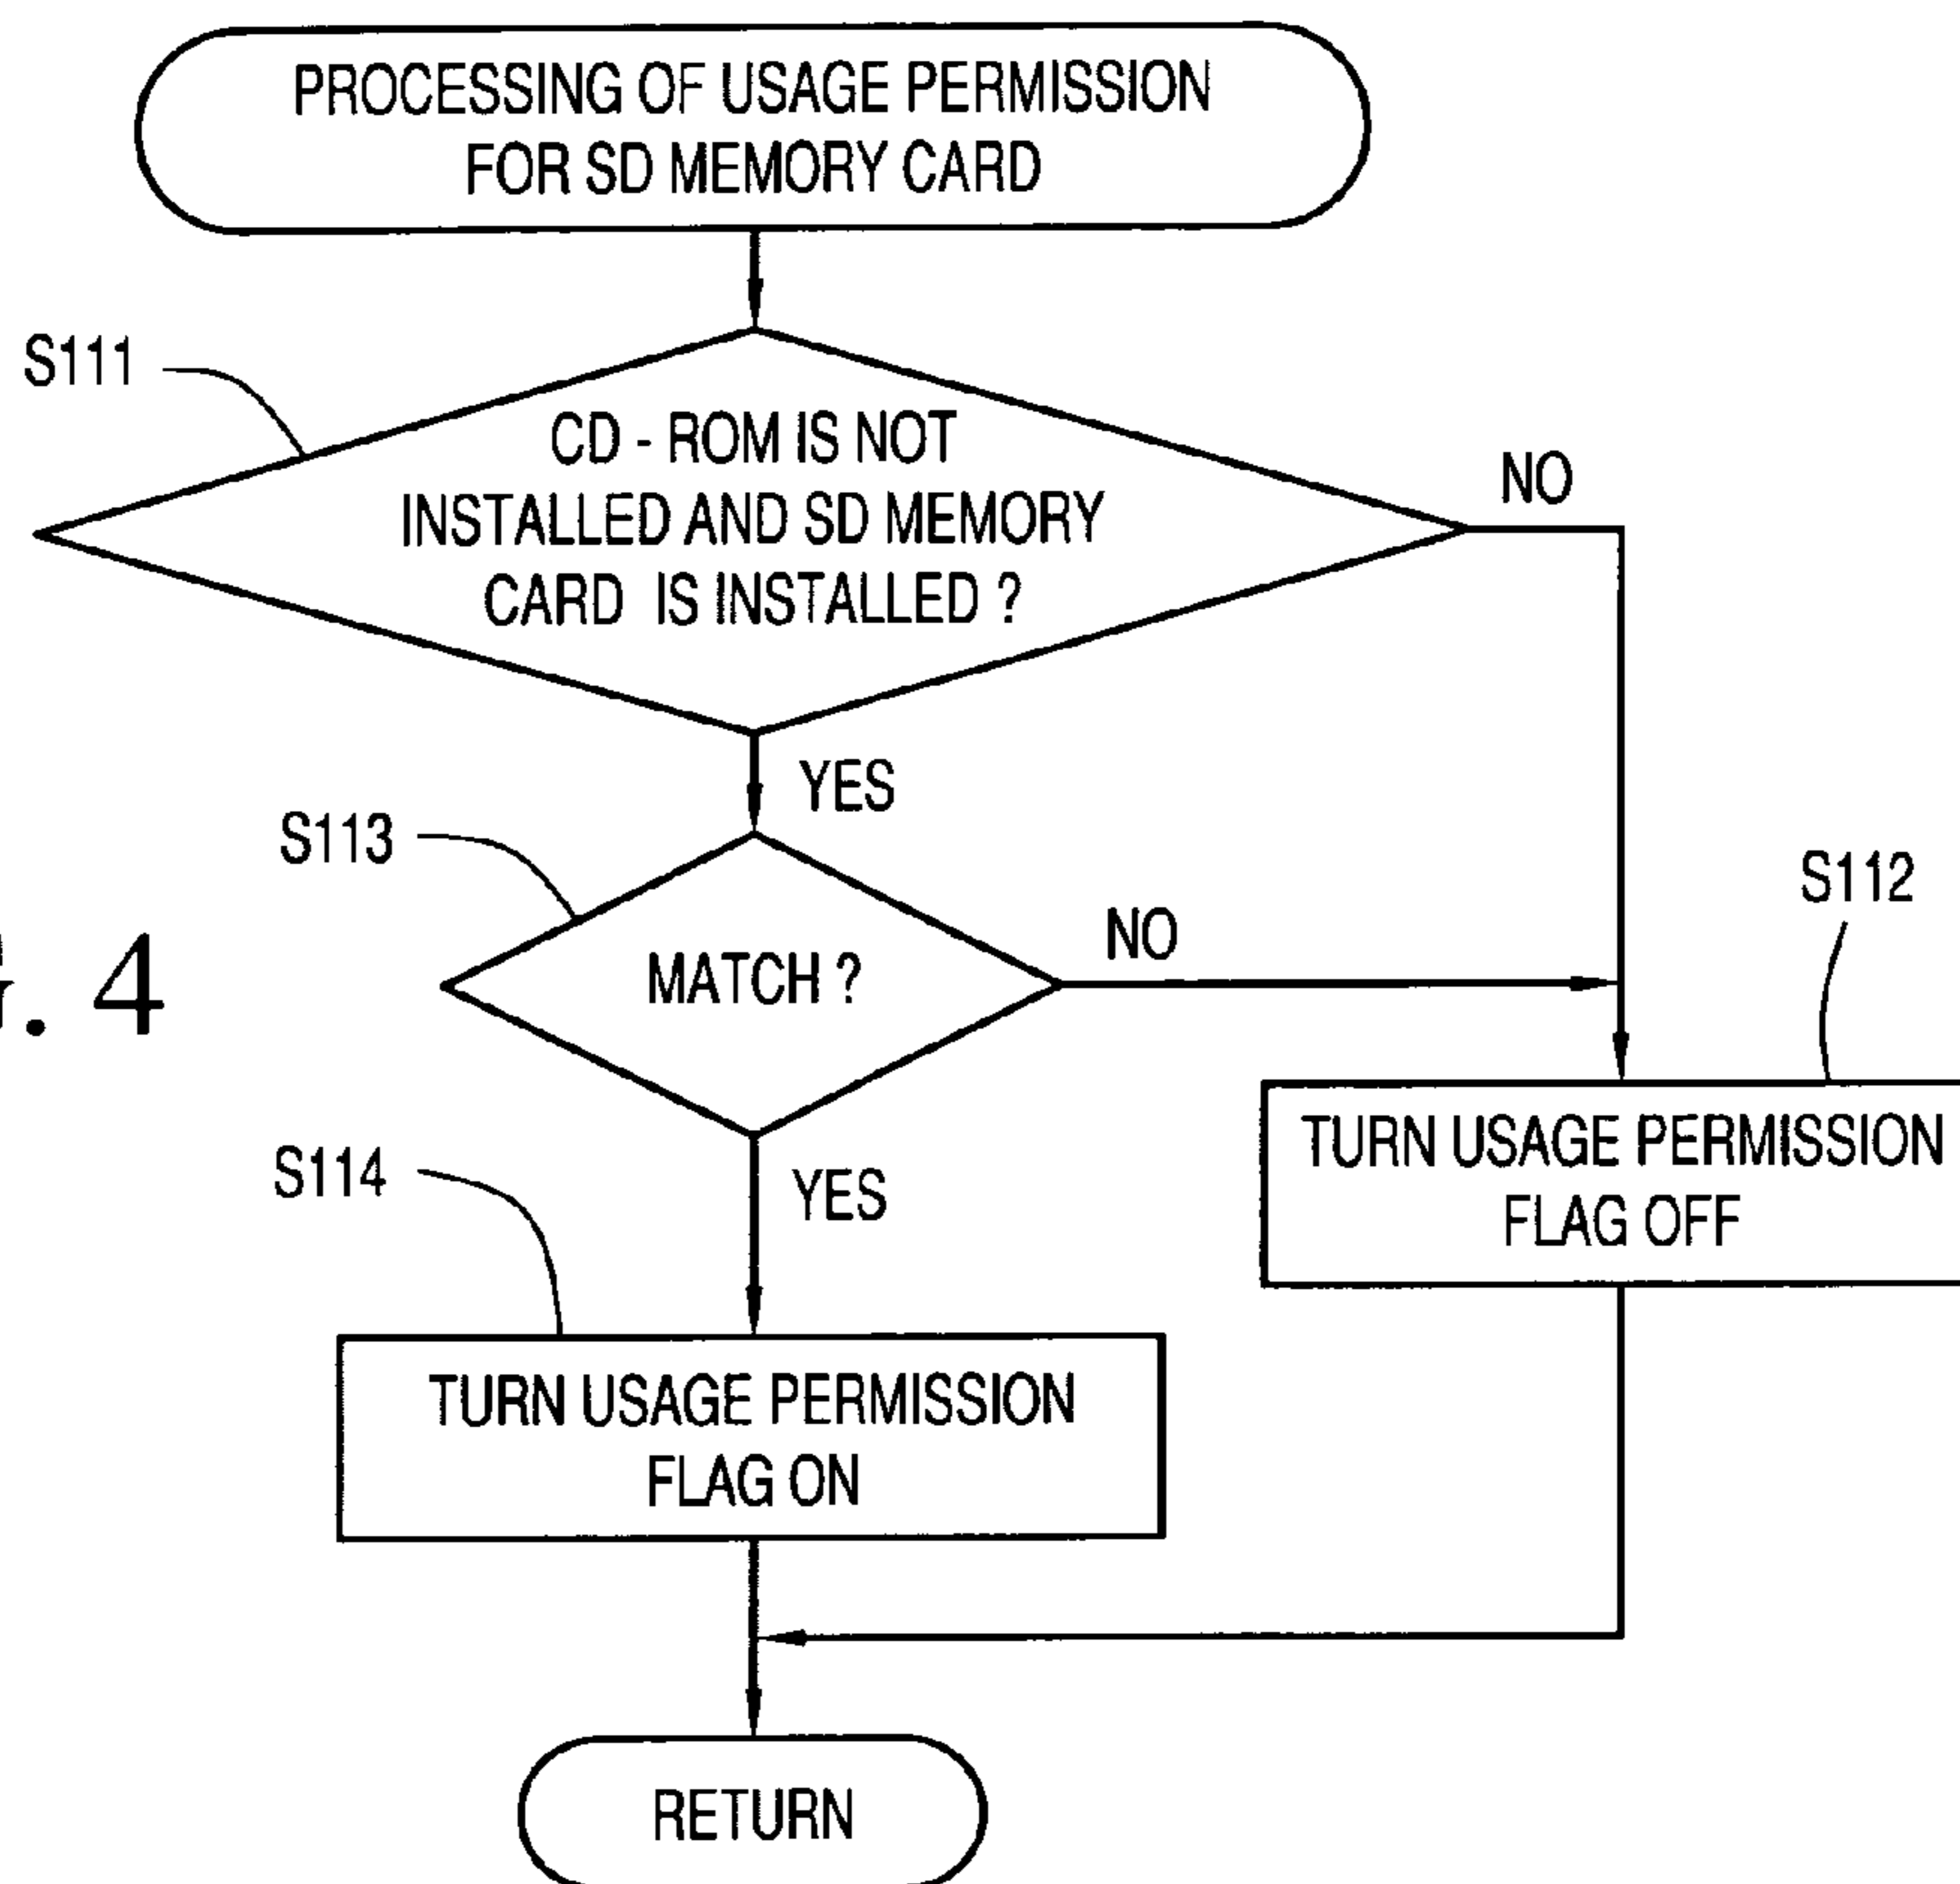 PROCESSING OF USAGE PERMISSION
FOR SD MEMORY CARD
S111
CD - ROM IS NOT
INSTALLED AND SD MEMORY
CARD IS INSTALLED ?
NO
YES
S113
MATCH ?
NO
S112
. 4
TURN USAGE PERMISSION
FLAG OFF
S114
YES
TURN USAGE PERMISSION
FLAG ON
RETURN